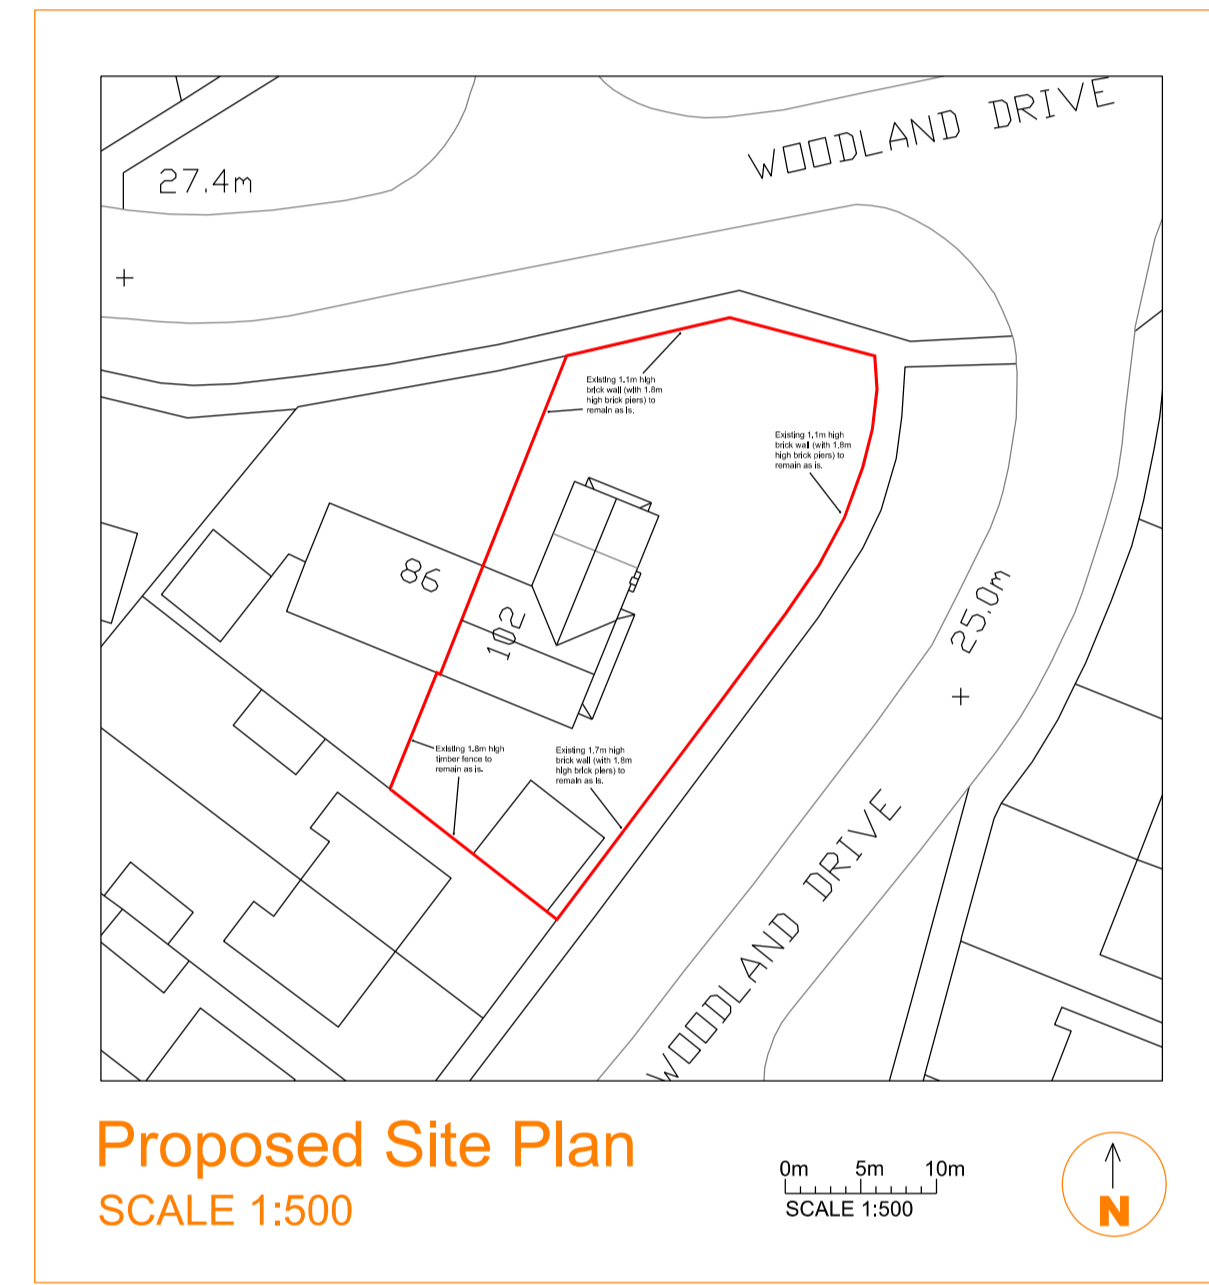 WOODLAND DRIVE
27.4m
Existing 1.1m high
brick wall (with 1.8m
high brick piers) to
remain as is.
Existing 1.1m high
brick wall (with 1.8m
high brick piers) to
remain as is.
86
102
25.0m
Existing 1.8m high
timber fence to
remain as is.
Existing 1.7m high
brick wall (with 1.8m
high brick piers) to
remain as is.
WOODLAND DRIVE
Proposed Site Plan
SCALE 1:500
0m 5m 10m
SCALE 1:500
N